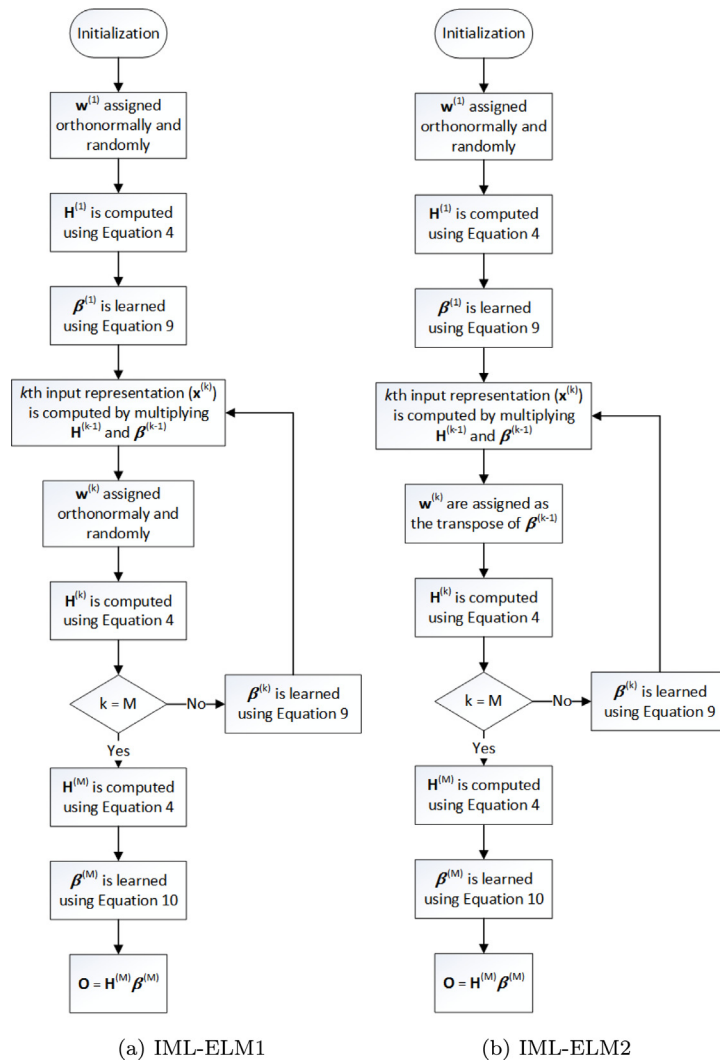 Initialization
w^(1) assigned
orthonormally and
randomly
H^(1) is computed
using Equation 4
β^(1) is learned
using Equation 9
kth input representation (x^(k))
is computed by multiplying
H^(k-1) and β^(k-1)
w^(k) assigned
orthonormaly and
randomly
H^(k) is computed
using Equation 4
k = M
No
β^(k) is learned
using Equation 9
Yes
H^(M) is computed
using Equation 4
β^(M) is learned
using Equation 10
O = H^(M)β^(M)
(a) IML-ELM1
Initialization
w^(1) assigned
orthonormally and
randomly
H^(1) is computed
using Equation 4
β^(1) is learned
using Equation 9
kth input representation (x^(k))
is computed by multiplying
H^(k-1) and β^(k-1)
w^(k) are assigned as
the transpose of β^(k-1)
H^(k) is computed
using Equation 4
k = M
No
β^(k) is learned
using Equation 9
Yes
H^(M) is computed
using Equation 4
β^(M) is learned
using Equation 10
O = H^(M)β^(M)
(b) IML-ELM2